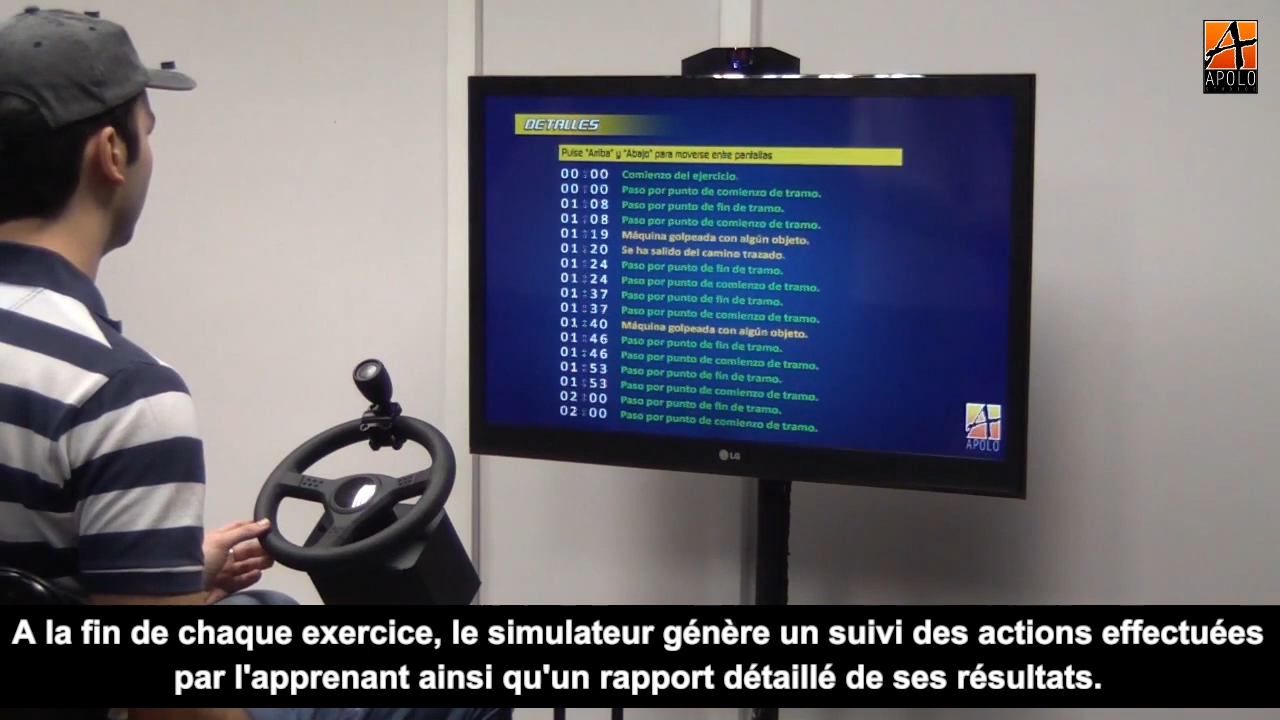 APOLO
STUDIOS
DETALLES
Pulse "Arriba" y "Abajo" para moverse entre pantallas
00:00 Comienzo del ejercicio.
00:00 Paso por punto de comienzo de tramo.
01:08 Paso por punto de fin de tramo.
01:08 Paso por punto de comienzo de tramo.
01:19 Máquina golpeada con algún objeto.
01:20 Se ha salido del camino trazado.
01:24 Paso por punto de fin de tramo.
01:24 Paso por punto de comienzo de tramo.
01:37 Paso por punto de fin de tramo.
01:37 Paso por punto de comienzo de tramo.
01:40 Máquina golpeada con algún objeto.
01:46 Paso por punto de fin de tramo.
01:46 Paso por punto de comienzo de tramo.
01:53 Paso por punto de fin de tramo.
01:53 Paso por punto de comienzo de tramo.
02:00 Paso por punto de fin de tramo.
02:00 Paso por punto de comienzo de tramo.
APOLO
LG
A la fin de chaque exercice, le simulateur génère un suivi des actions effectuées
par l'apprenant ainsi qu'un rapport détaillé de ses résultats.